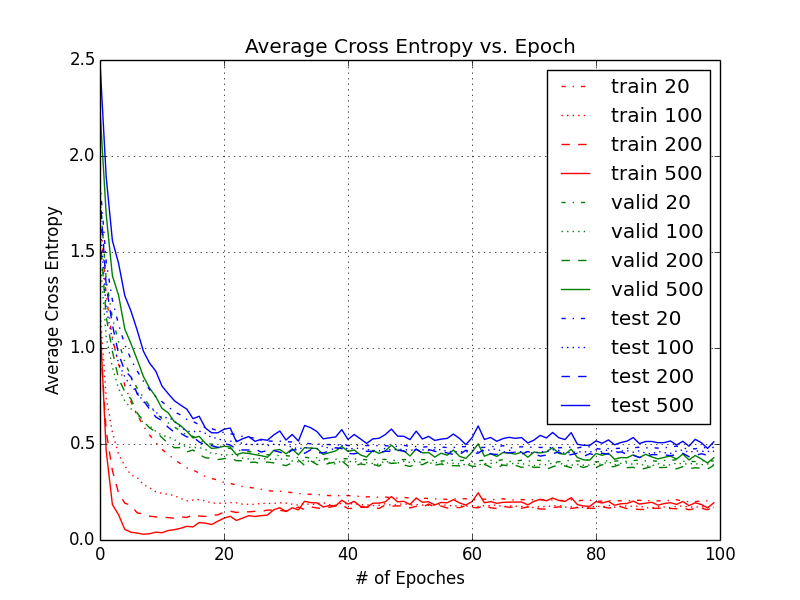 Average Cross Entropy vs. Epoch
2.5
2.0
1.5
1.0
0.5
0.0
Average Cross Entropy
train 20
train 100
train 200
train 500
valid 20
valid 100
valid 200
valid 500
test 20
test 100
test 200
test 500
0 20 40 60 80 100
# of Epoches